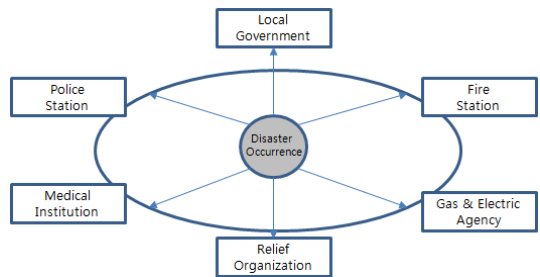 Local
Government
Police
Station
Fire
Station
Disaster
Occurrence
Medical
Institution
Gas & Electric
Agency
Relief
Organization